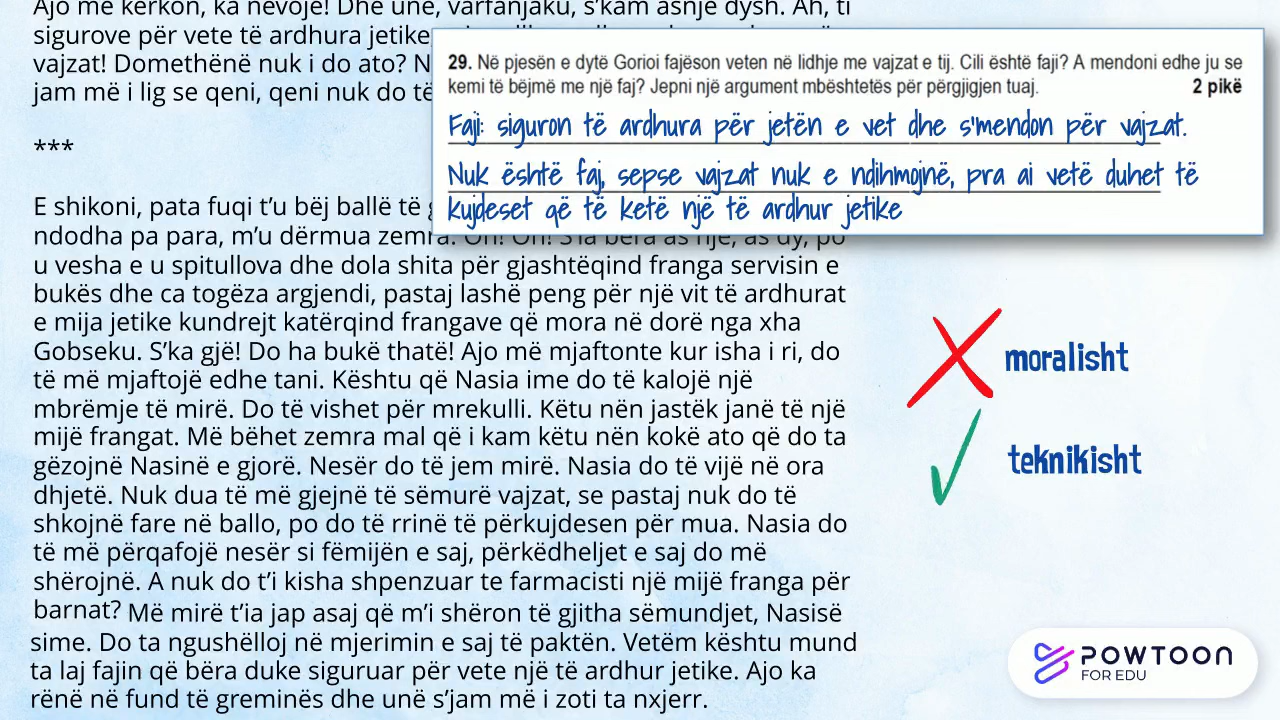 Ajo më kërkon, ka nevojë! Dhe unë, varfanjaku, s'kam asnjë dysh. Ah, ti
sigurove për vete të ardhura jetike
vajzat! Domethënë nuk i do ato? N
jam më i lig se qeni, qeni nuk do të
29. Në pjesën e dytë Gorioi fajëson veten në lidhje me vajzat e tij. Cili është faji? A mendoni edhe ju se
kemi të bëjmë me një faj? Jepni një argument mbështetës për përgjigjen tuaj. 2 pikë
Faji: siguron të ardhura për jetën e vet dhe s'mendon për vajzat.
Nuk është faj, sepse vajzat nuk e ndihmojnë, pra ai vetë duhet të
kujdeset që të ketë një të ardhur jetike
***
E shikoni, pata fuqi t'u bëj ballë të
ndodha pa para, m'u dërmua zemra. Oh! Oh! S'ia bëra as një, as dy, po
u vesha e u spitullova dhe dola shita për gjashtëqind franga servisin e
bukës dhe ca togëza argjendi, pastaj lashë peng për një vit të ardhurat
e mija jetike kundrejt katërqind frangave që mora në dorë nga xha
Gobseku. S'ka gjë! Do ha bukë thatë! Ajo më mjaftonte kur isha i ri, do
të më mjaftojë edhe tani. Kështu që Nasia ime do të kalojë një
mbrëmje të mirë. Do të vishet për mrekulli. Këtu nën jastëk janë të një
mijë frangat. Më bëhet zemra mal që i kam këtu nën kokë ato që do ta
gëzojnë Nasinë e gjorë. Nesër do të jem mirë. Nasia do të vijë në ora
dhjetë. Nuk dua të më gjejnë të sëmurë vajzat, se pastaj nuk do të
shkojnë fare në ballo, po do të rrinë të përkujdesen për mua. Nasia do
të më përqafojë nesër si fëmijën e saj, përkëdheljet e saj do më
shërojnë. A nuk do t'i kisha shpenzuar te farmacisti një mijë franga për
barnat? Më mirë t'ia jap asaj që m'i shëron të gjitha sëmundjet, Nasisë
sime. Do ta ngushëlloj në mjerimin e saj të paktën. Vetëm kështu mund
ta laj fajin që bëra duke siguruar për vete një të ardhur jetike. Ajo ka
rënë në fund të greminës dhe unë s'jam më i zoti ta nxjerr.
moralisht
teknikisht
POWTOON
FOR EDU